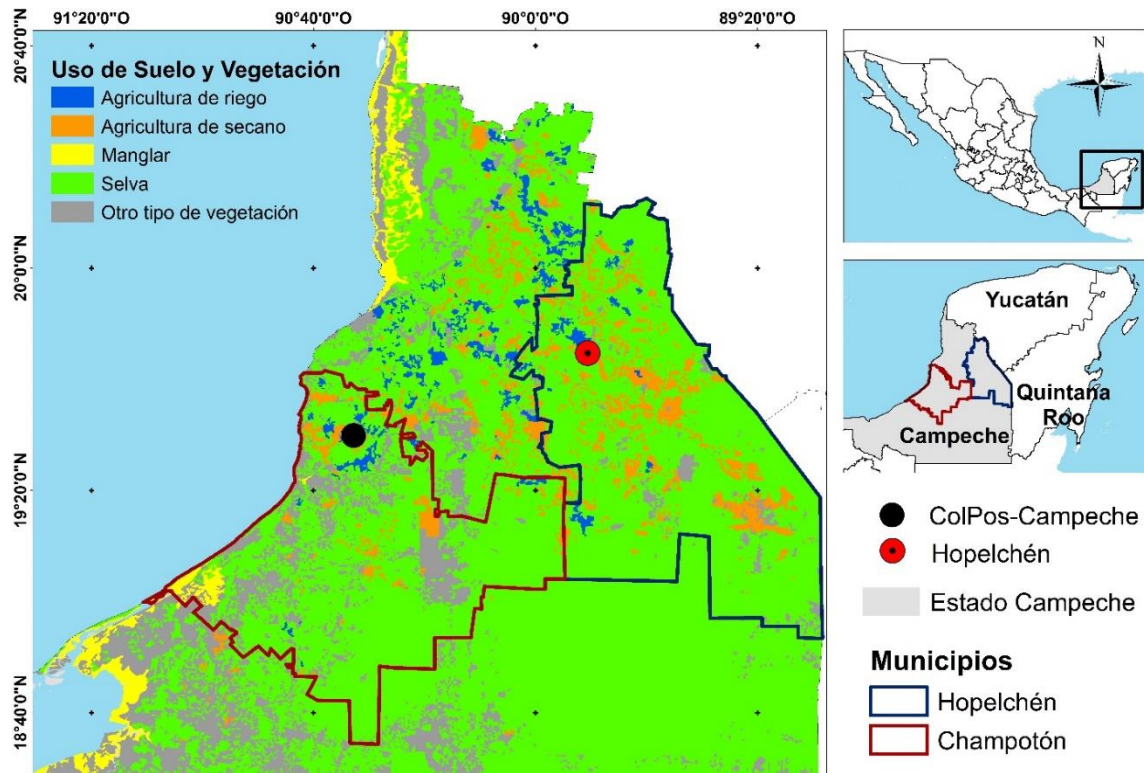 91°20'0"O 90°40'0"O 90°0'0"O 89°20'0"O
20°40'0"N
20°0'0"N
19°20'0"N
18°40'0"N
Uso de Suelo y Vegetación
Agricultura de riego
Agricultura de secano
Manglar
Selva
Otro tipo de vegetación
N
Yucatán
Quintana
Roo
Campeche
ColPos-Campeche
Hopelchén
Estado Campeche
Municipios
Hopelchén
Champotón